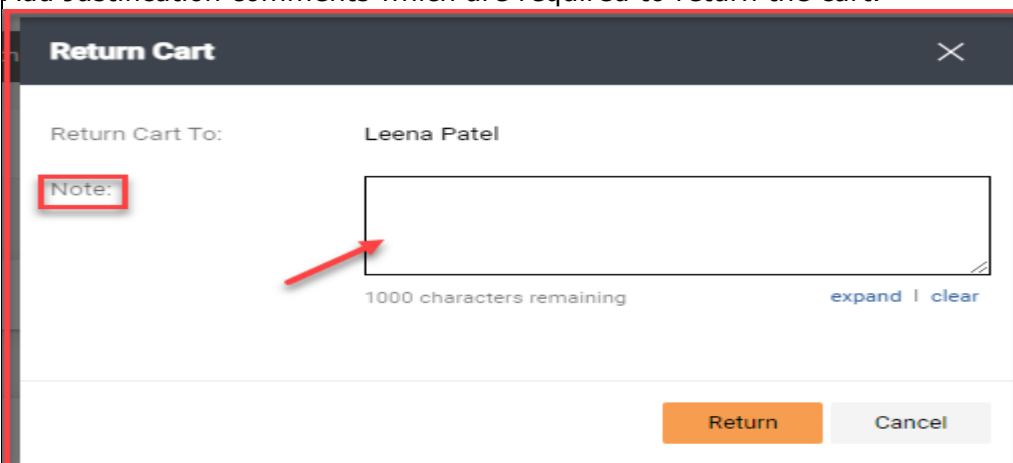 Return Cart
Return Cart To: Leena Patel
Note:
1000 characters remaining expand | clear
Return Cancel